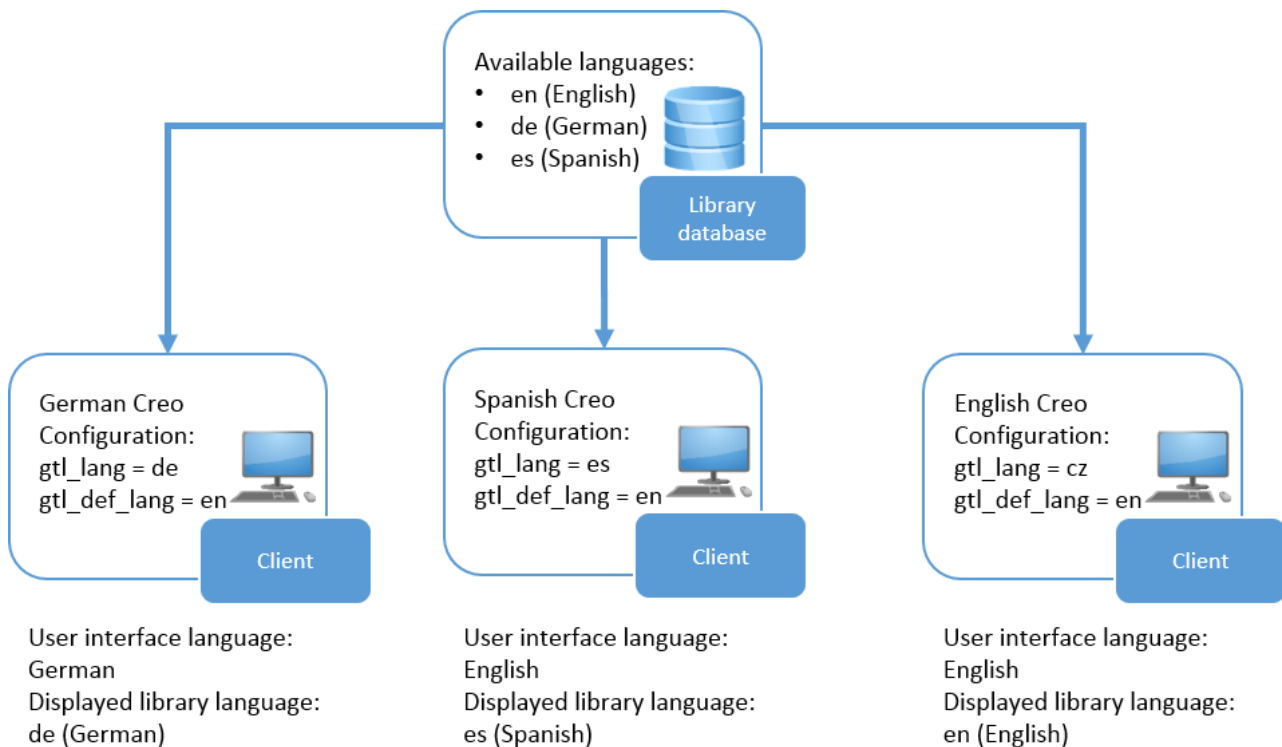 Available languages:
• en (English)
• de (German)
• es (Spanish)
Library
database
German Creo
Configuration:
gtl_lang = de
gtl_def_lang = en
Client
Spanish Creo
Configuration:
gtl_lang = es
gtl_def_lang = en
Client
English Creo
Configuration:
gtl_lang = cz
gtl_def_lang = en
Client
User interface language:
German
Displayed library language:
de (German)
User interface language:
English
Displayed library language:
es (Spanish)
User interface language:
English
Displayed library language:
en (English)